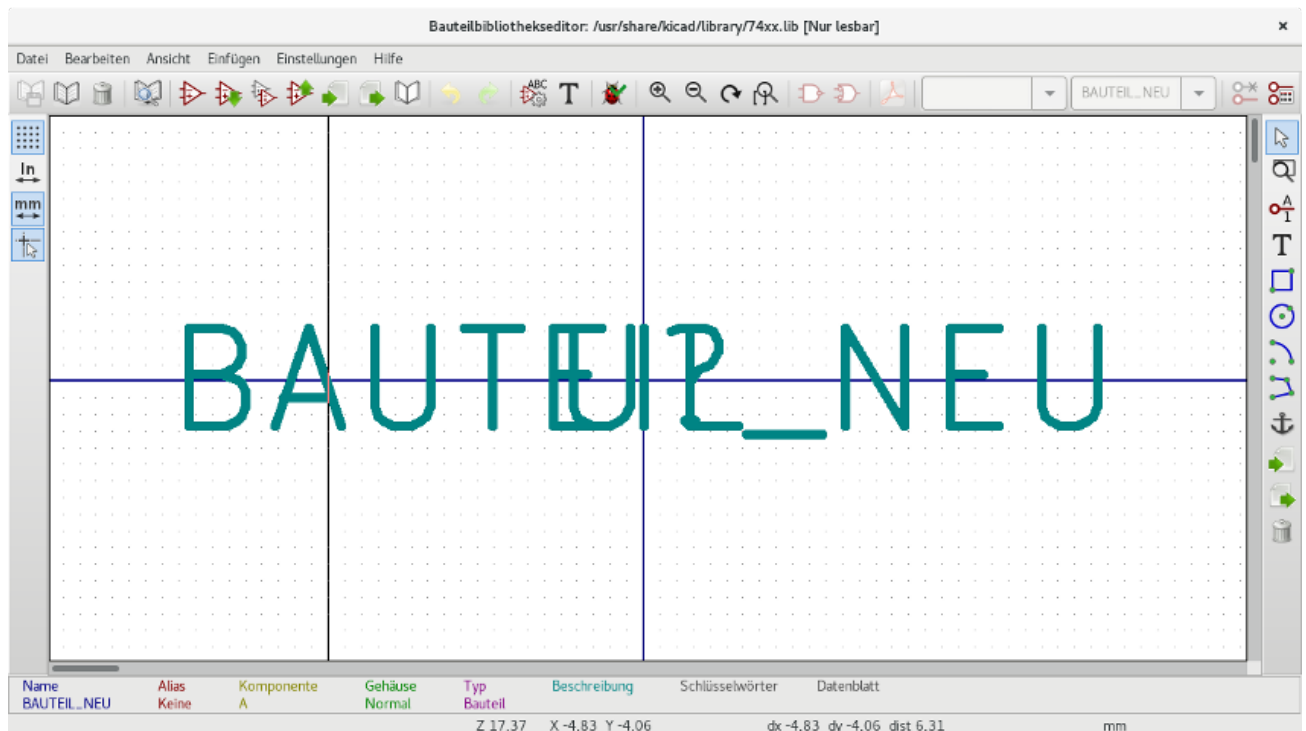 Bauteilbibliothekseditor: /usr/share/kicad/library/74xx.lib [Nur lesbar]
Datei Bearbeiten Ansicht Einfügen Einstellungen Hilfe
ABC T BAUTEIL_NEU
In
mm
A
1
T
BAUTEIL_NEU
U?
Name Alias Komponente Gehäuse Typ Beschreibung Schlüsselwörter Datenblatt
BAUTEIL_NEU Keine A Normal Bauteil
Z 17,37 X -4,83 Y -4,06 dx -4,83 dy -4,06 dist 6,31 mm